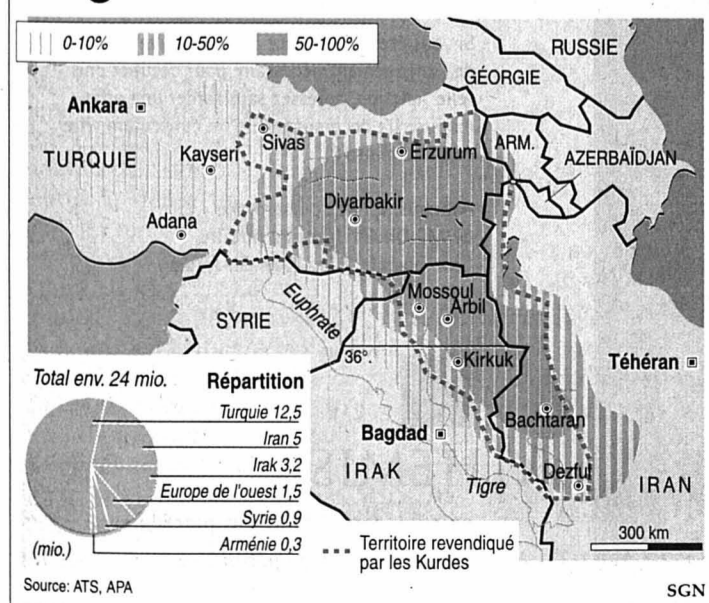 0-10%
10-50%
50-100%
RUSSIE
GÉORGIE
Ankara
Sivas
Erzurum
ARM.
AZERBAÏDJAN
TURQUIE
Kayseri
Diyarbakir
Adana
Mossoul
Arbil
SYRIE
Euphrate
36°.
Kirkuk
Téhéran
Total env. 24 mio.
Répartition
Turquie 12,5
Iran 5
Irak 3,2
Europe de l'ouest 1,5
Syrie 0,9
Arménie 0,3
(mio.)
Bachtaran
Bagdad
IRAK
Tigre
Dezful
IRAN
300 km
Territoire revendiqué
par les Kurdes
Source: ATS, APA
SGN